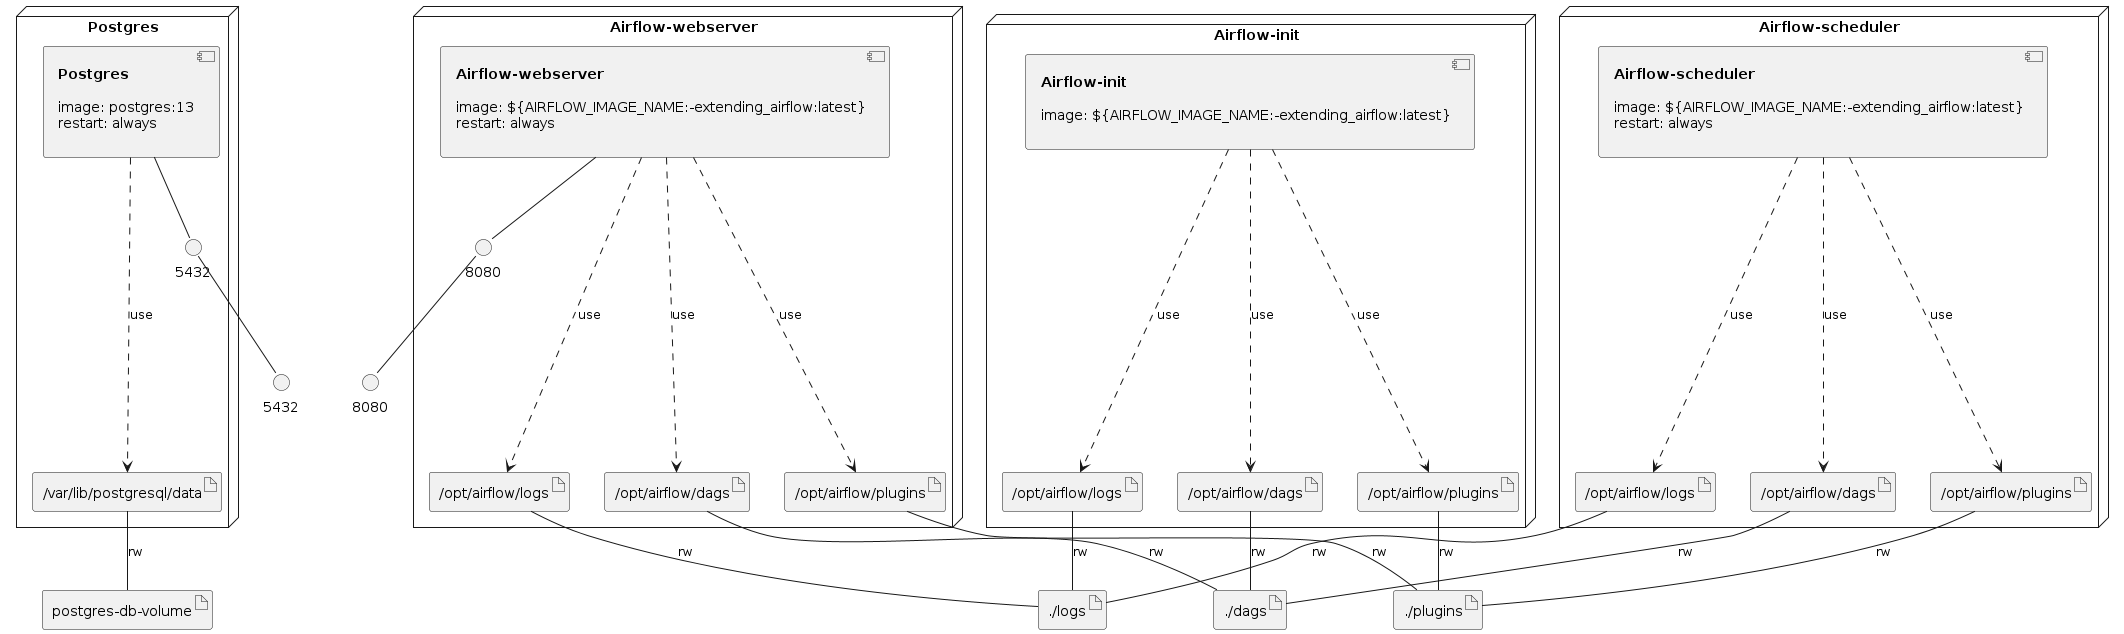 Postgres
Postgres
image: postgres:13
restart: always
5432
use
5432
/var/lib/postgresql/data
rw
postgres-db-volume
Airflow-webserver
Airflow-webserver
image: ${AIRFLOW_IMAGE_NAME:-extending_airflow:latest}
restart: always
8080
use
use
use
8080
/opt/airflow/logs
/opt/airflow/dags
/opt/airflow/plugins
Airflow-init
Airflow-init
image: ${AIRFLOW_IMAGE_NAME:-extending_airflow:latest}
use
use
use
/opt/airflow/logs
/opt/airflow/dags
/opt/airflow/plugins
Airflow-scheduler
Airflow-scheduler
image: ${AIRFLOW_IMAGE_NAME:-extending_airflow:latest}
restart: always
use
use
use
/opt/airflow/logs
/opt/airflow/dags
/opt/airflow/plugins
rw
rw
rw
rw
rw
rw
rw
rw
rw
./logs
./dags
./plugins